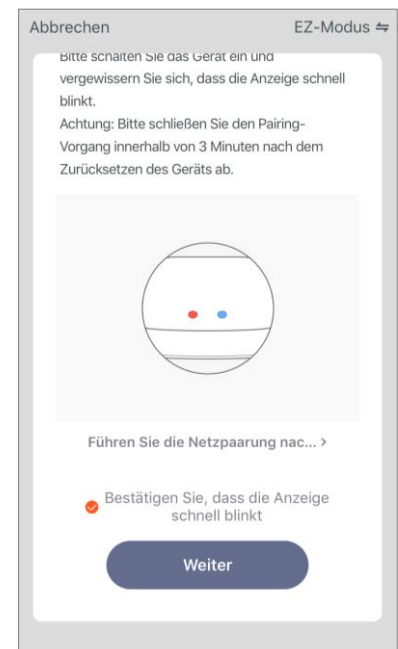 Abbrechen EZ-Modus ⇋
Bitte schalten Sie das Gerät ein und
vergewissern Sie sich, dass die Anzeige schnell
blinkt.
Achtung: Bitte schließen Sie den Pairing-
Vorgang innerhalb von 3 Minuten nach dem
Zurücksetzen des Geräts ab.
Führen Sie die Netzpaarung nac... >
Bestätigen Sie, dass die Anzeige
schnell blinkt
Weiter